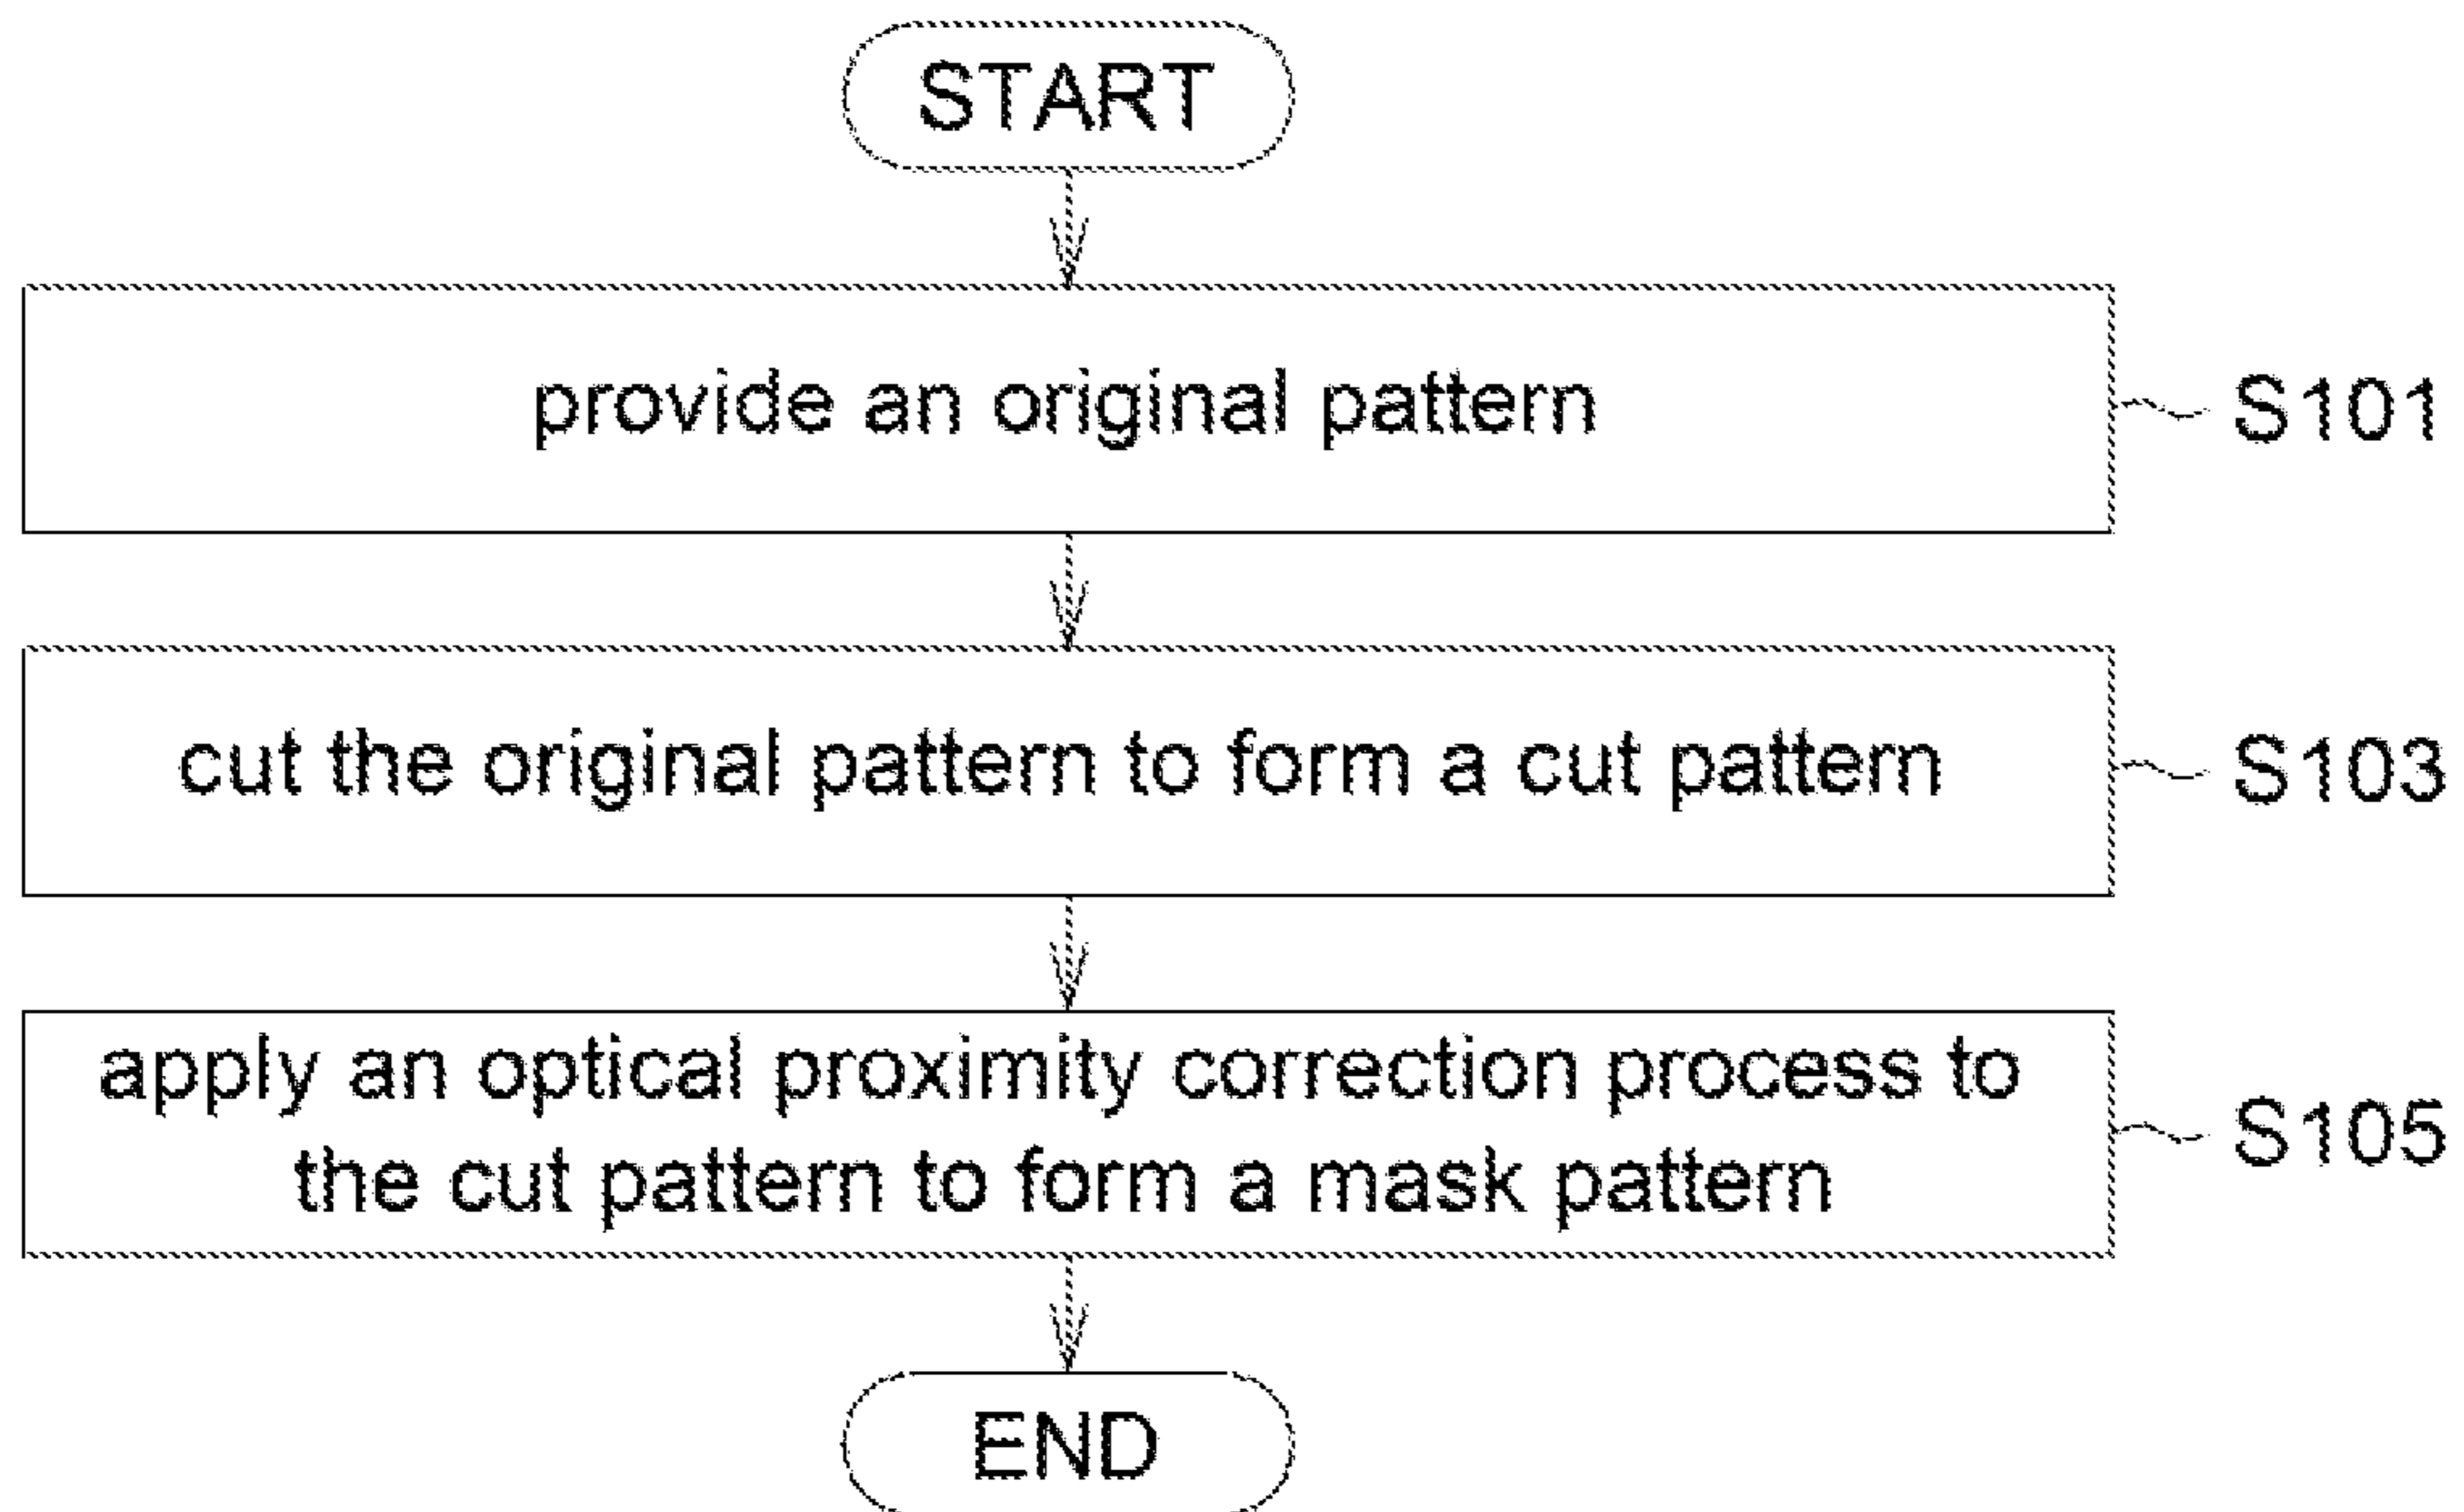 START
provide an original pattern
S101
cut the original pattern to form a cut pattern
S103
apply an optical proximity correction process to
the cut pattern to form a mask pattern
S105
END